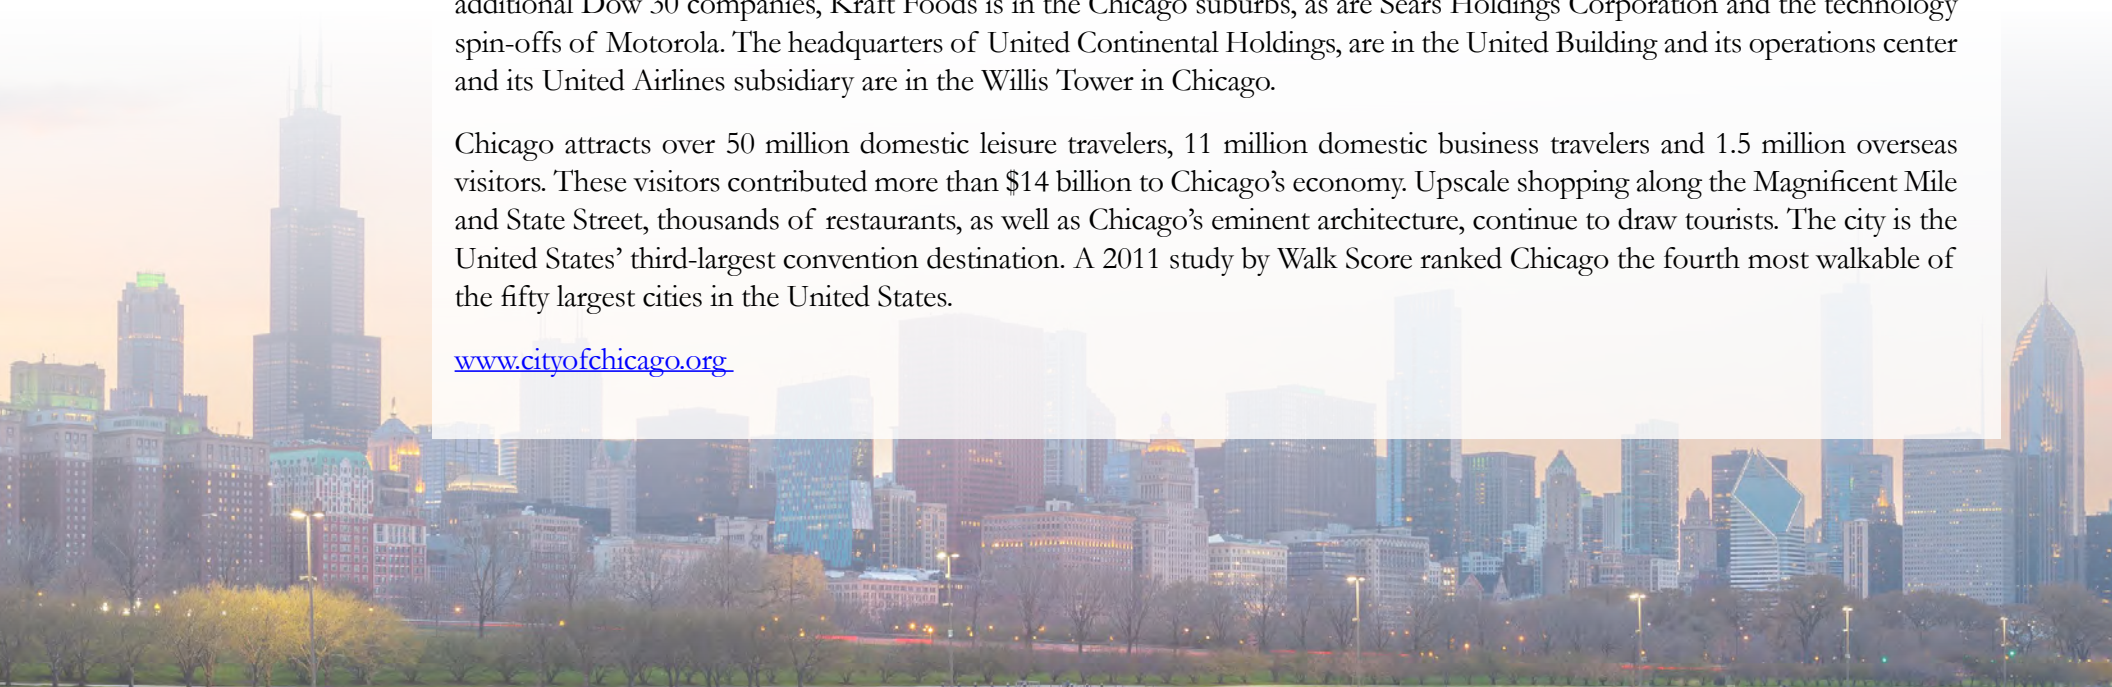 additional Dow 30 companies, Kraft Foods is in the Chicago suburbs, as are Sears Holdings Corporation and the technology
spin-offs of Motorola. The headquarters of United Continental Holdings, are in the United Building and its operations center
and its United Airlines subsidiary are in the Willis Tower in Chicago.
Chicago attracts over 50 million domestic leisure travelers, 11 million domestic business travelers and 1.5 million overseas
visitors. These visitors contributed more than $14 billion to Chicago’s economy. Upscale shopping along the Magnificent Mile
and State Street, thousands of restaurants, as well as Chicago’s eminent architecture, continue to draw tourists. The city is the
United States’ third-largest convention destination. A 2011 study by Walk Score ranked Chicago the fourth most walkable of
the fifty largest cities in the United States.
www.cityofchicago.org